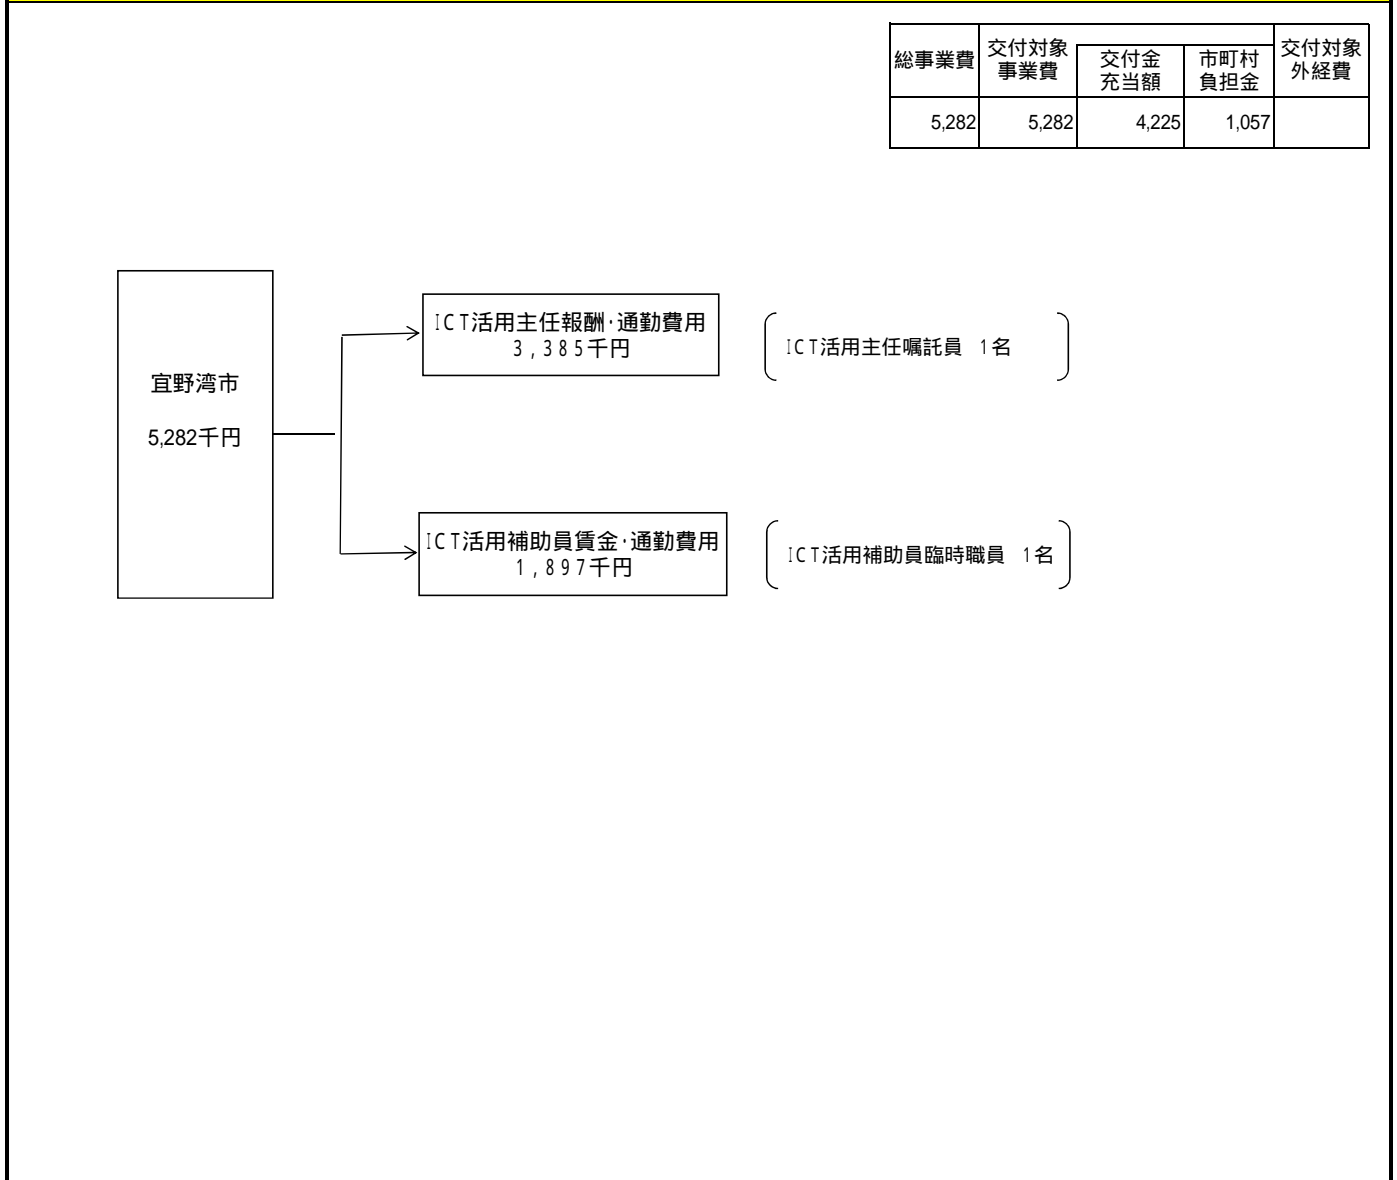 総事業費
交付対象
事業費
交付金
充当額
市町村
負担金
交付対象
外経費
5,282
5,282
4,225
1,057
宜野湾市
5,282千円
ICT活用主任報酬・通勤費用
3,385千円
ICT活用主任嘱託員 1名
ICT活用補助員賃金・通勤費用
1,897千円
ICT活用補助員臨時職員 1名